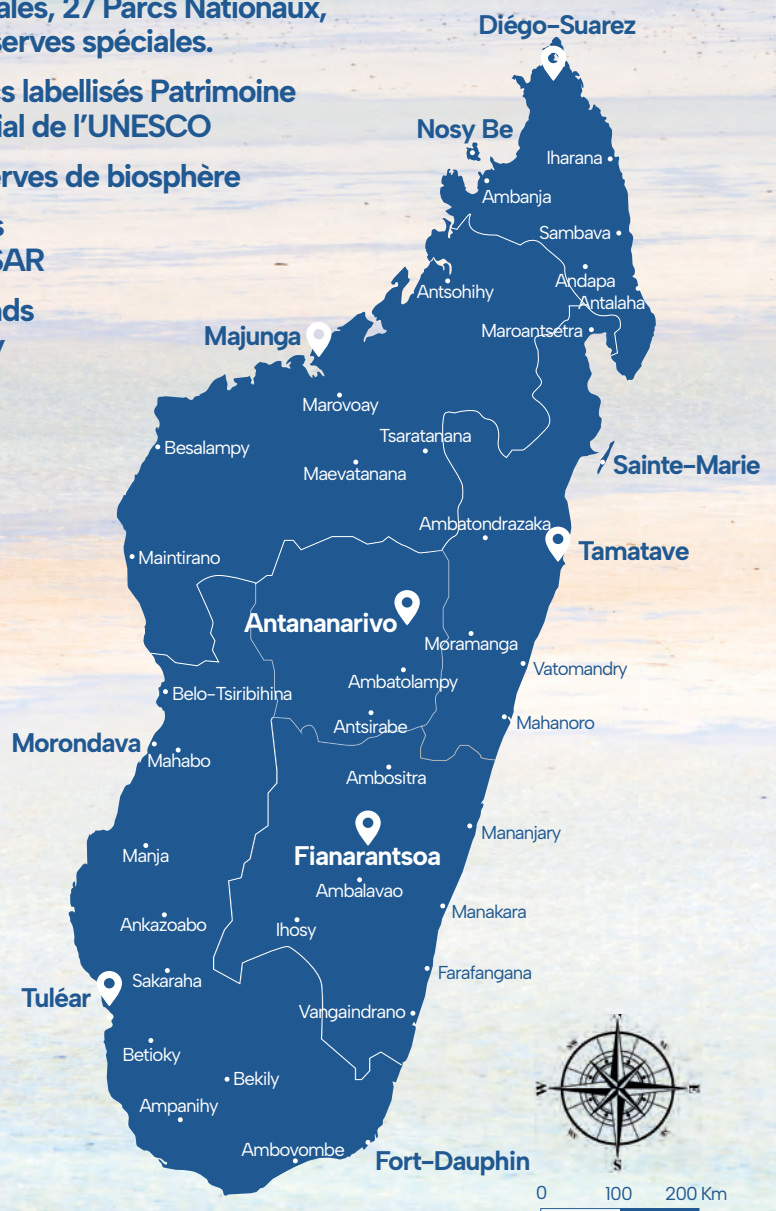 ales, 27 Parcs Nationaux,
serves spéciales.
s labellisés Patrimoine
ial de l'UNESCO
erves de biosphère
s
SAR
ds
y
Diégo-Suarez
Nosy Be
Iharana
Ambanja
Sambava
Andapa
Antsohihy
Antalaha
Maroantsetra
Majunga
Marovoay
Tsaratanana
Besalampy
Maevatanana
Sainte-Marie
Ambatondrazaka
Tamatave
Maintirano
Antananarivo
Moramanga
Vatomandry
Ambatolampy
Belo-Tsiribihina
Mahanoro
Antsirabe
Morondava
Mahabo
Ambositra
Mananjary
Manja
Fianarantsoa
Ambalavao
Manakara
Ankazoabo
Ihosy
Farafangana
Sakaraha
Tuléar
Vangaindrano
Betioky
Bekily
Ampanihy
Ambovombe
Fort-Dauphin
W
E
S
0 100 200 Km